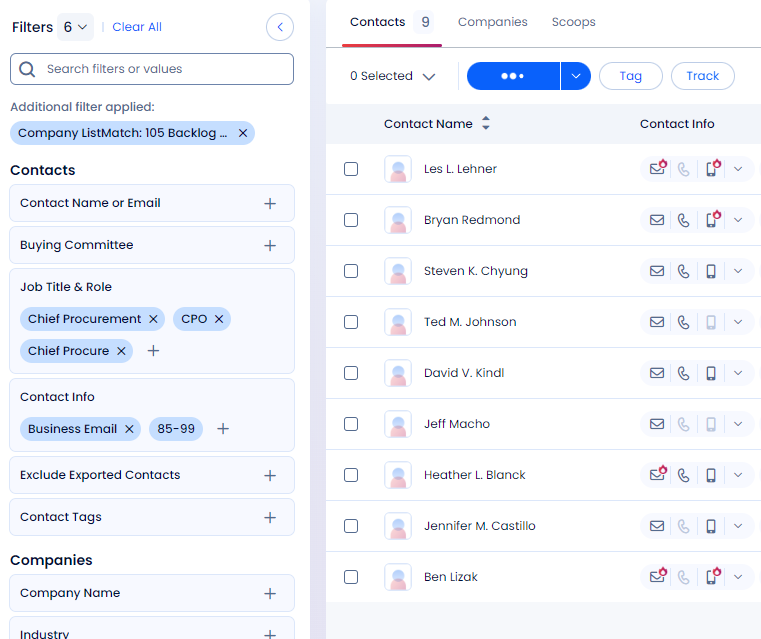 Filters 6 Clear All
Search filters or values
Additional filter applied:
Company ListMatch: 105 Backlog ...
Contacts
Contact Name or Email
Buying Committee
Job Title & Role
Chief Procurement CPO
Chief Procure
Contact Info
Business Email 85-99
Exclude Exported Contacts
Contact Tags
Companies
Company Name
Industry
Contacts 9 Companies Scoops
0 Selected Tag Track
Contact Name Contact Info
Les L. Lehner
Bryan Redmond
Steven K. Chyung
Ted M. Johnson
David V. Kindl
Jeff Macho
Heather L. Blanck
Jennifer M. Castillo
Ben Lizak